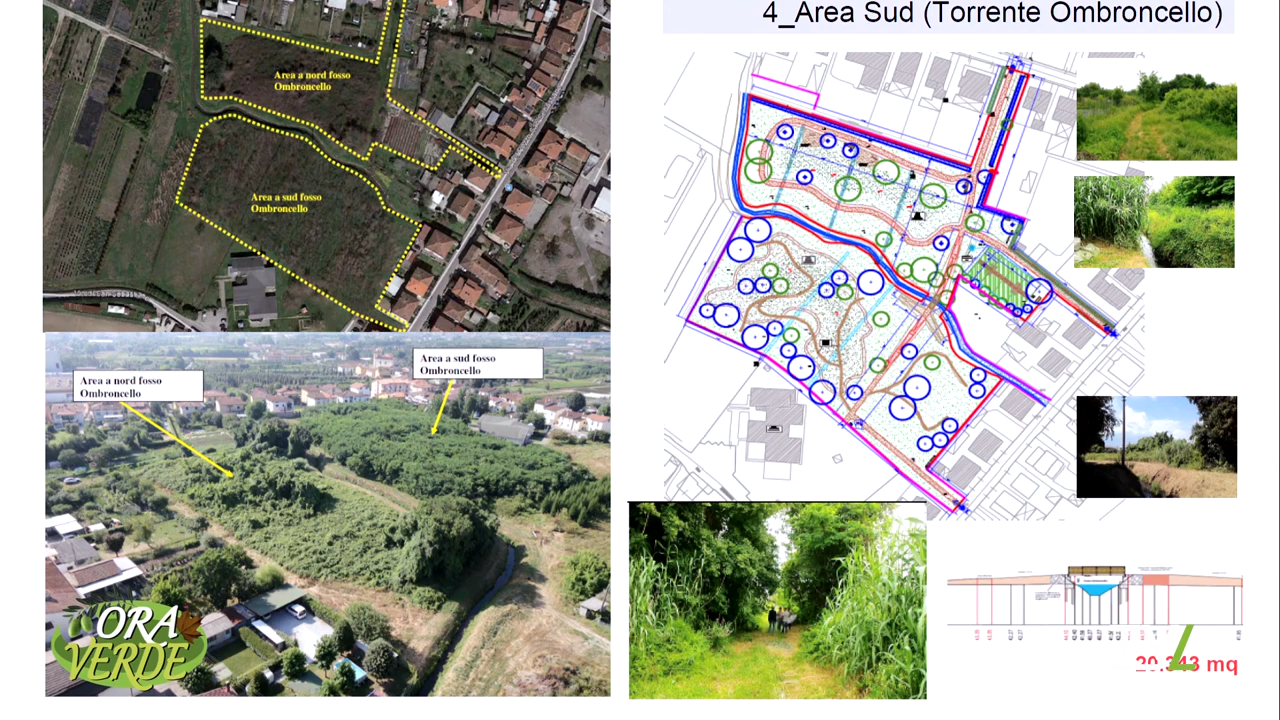 4_Area Sud (Torrente Ombroncello)
Area a nord fosso
Ombroncello
Area a sud fosso
Ombroncello
Area a nord fosso
Ombroncello
Area a sud fosso
Ombroncello
ORA
VERDE
mq